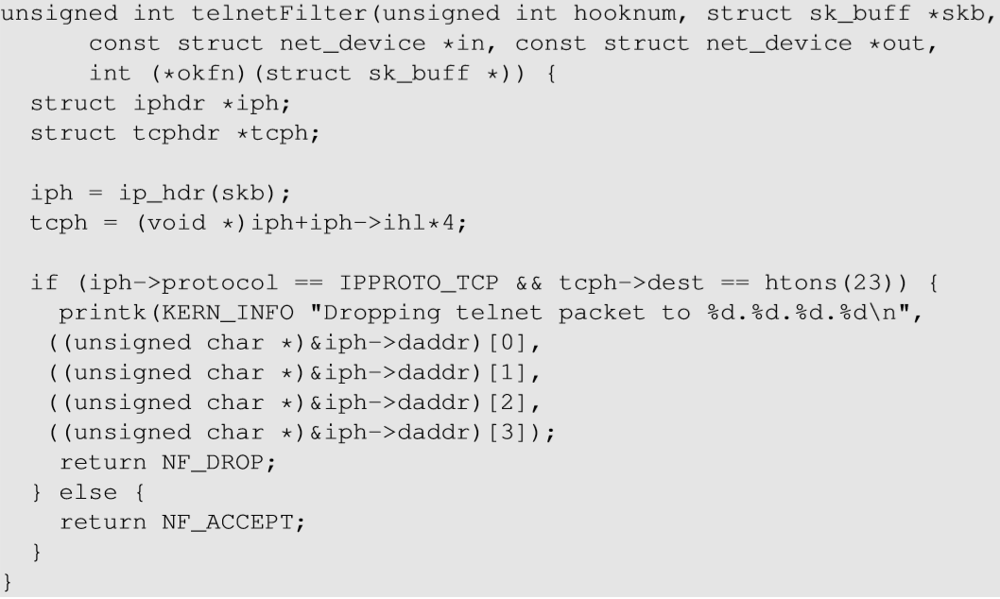 unsigned int telnetFilter(unsigned int hooknum, struct sk_buff *skb,
      const struct net_device *in, const struct net_device *out,
      int (*okfn)(struct sk_buff *)) {
  struct iphdr *iph;
  struct tcphdr *tcph;

  iph = ip_hdr(skb);
  tcph = (void *)iph+iph->ihl*4;

  if (iph->protocol == IPPROTO_TCP && tcph->dest == htons(23)) {
    printk(KERN_INFO "Dropping telnet packet to %d.%d.%d.%d\n",
   ((unsigned char *)&iph->daddr)[0],
   ((unsigned char *)&iph->daddr)[1],
   ((unsigned char *)&iph->daddr)[2],
   ((unsigned char *)&iph->daddr)[3]);
    return NF_DROP;
  } else {
    return NF_ACCEPT;
  }
}